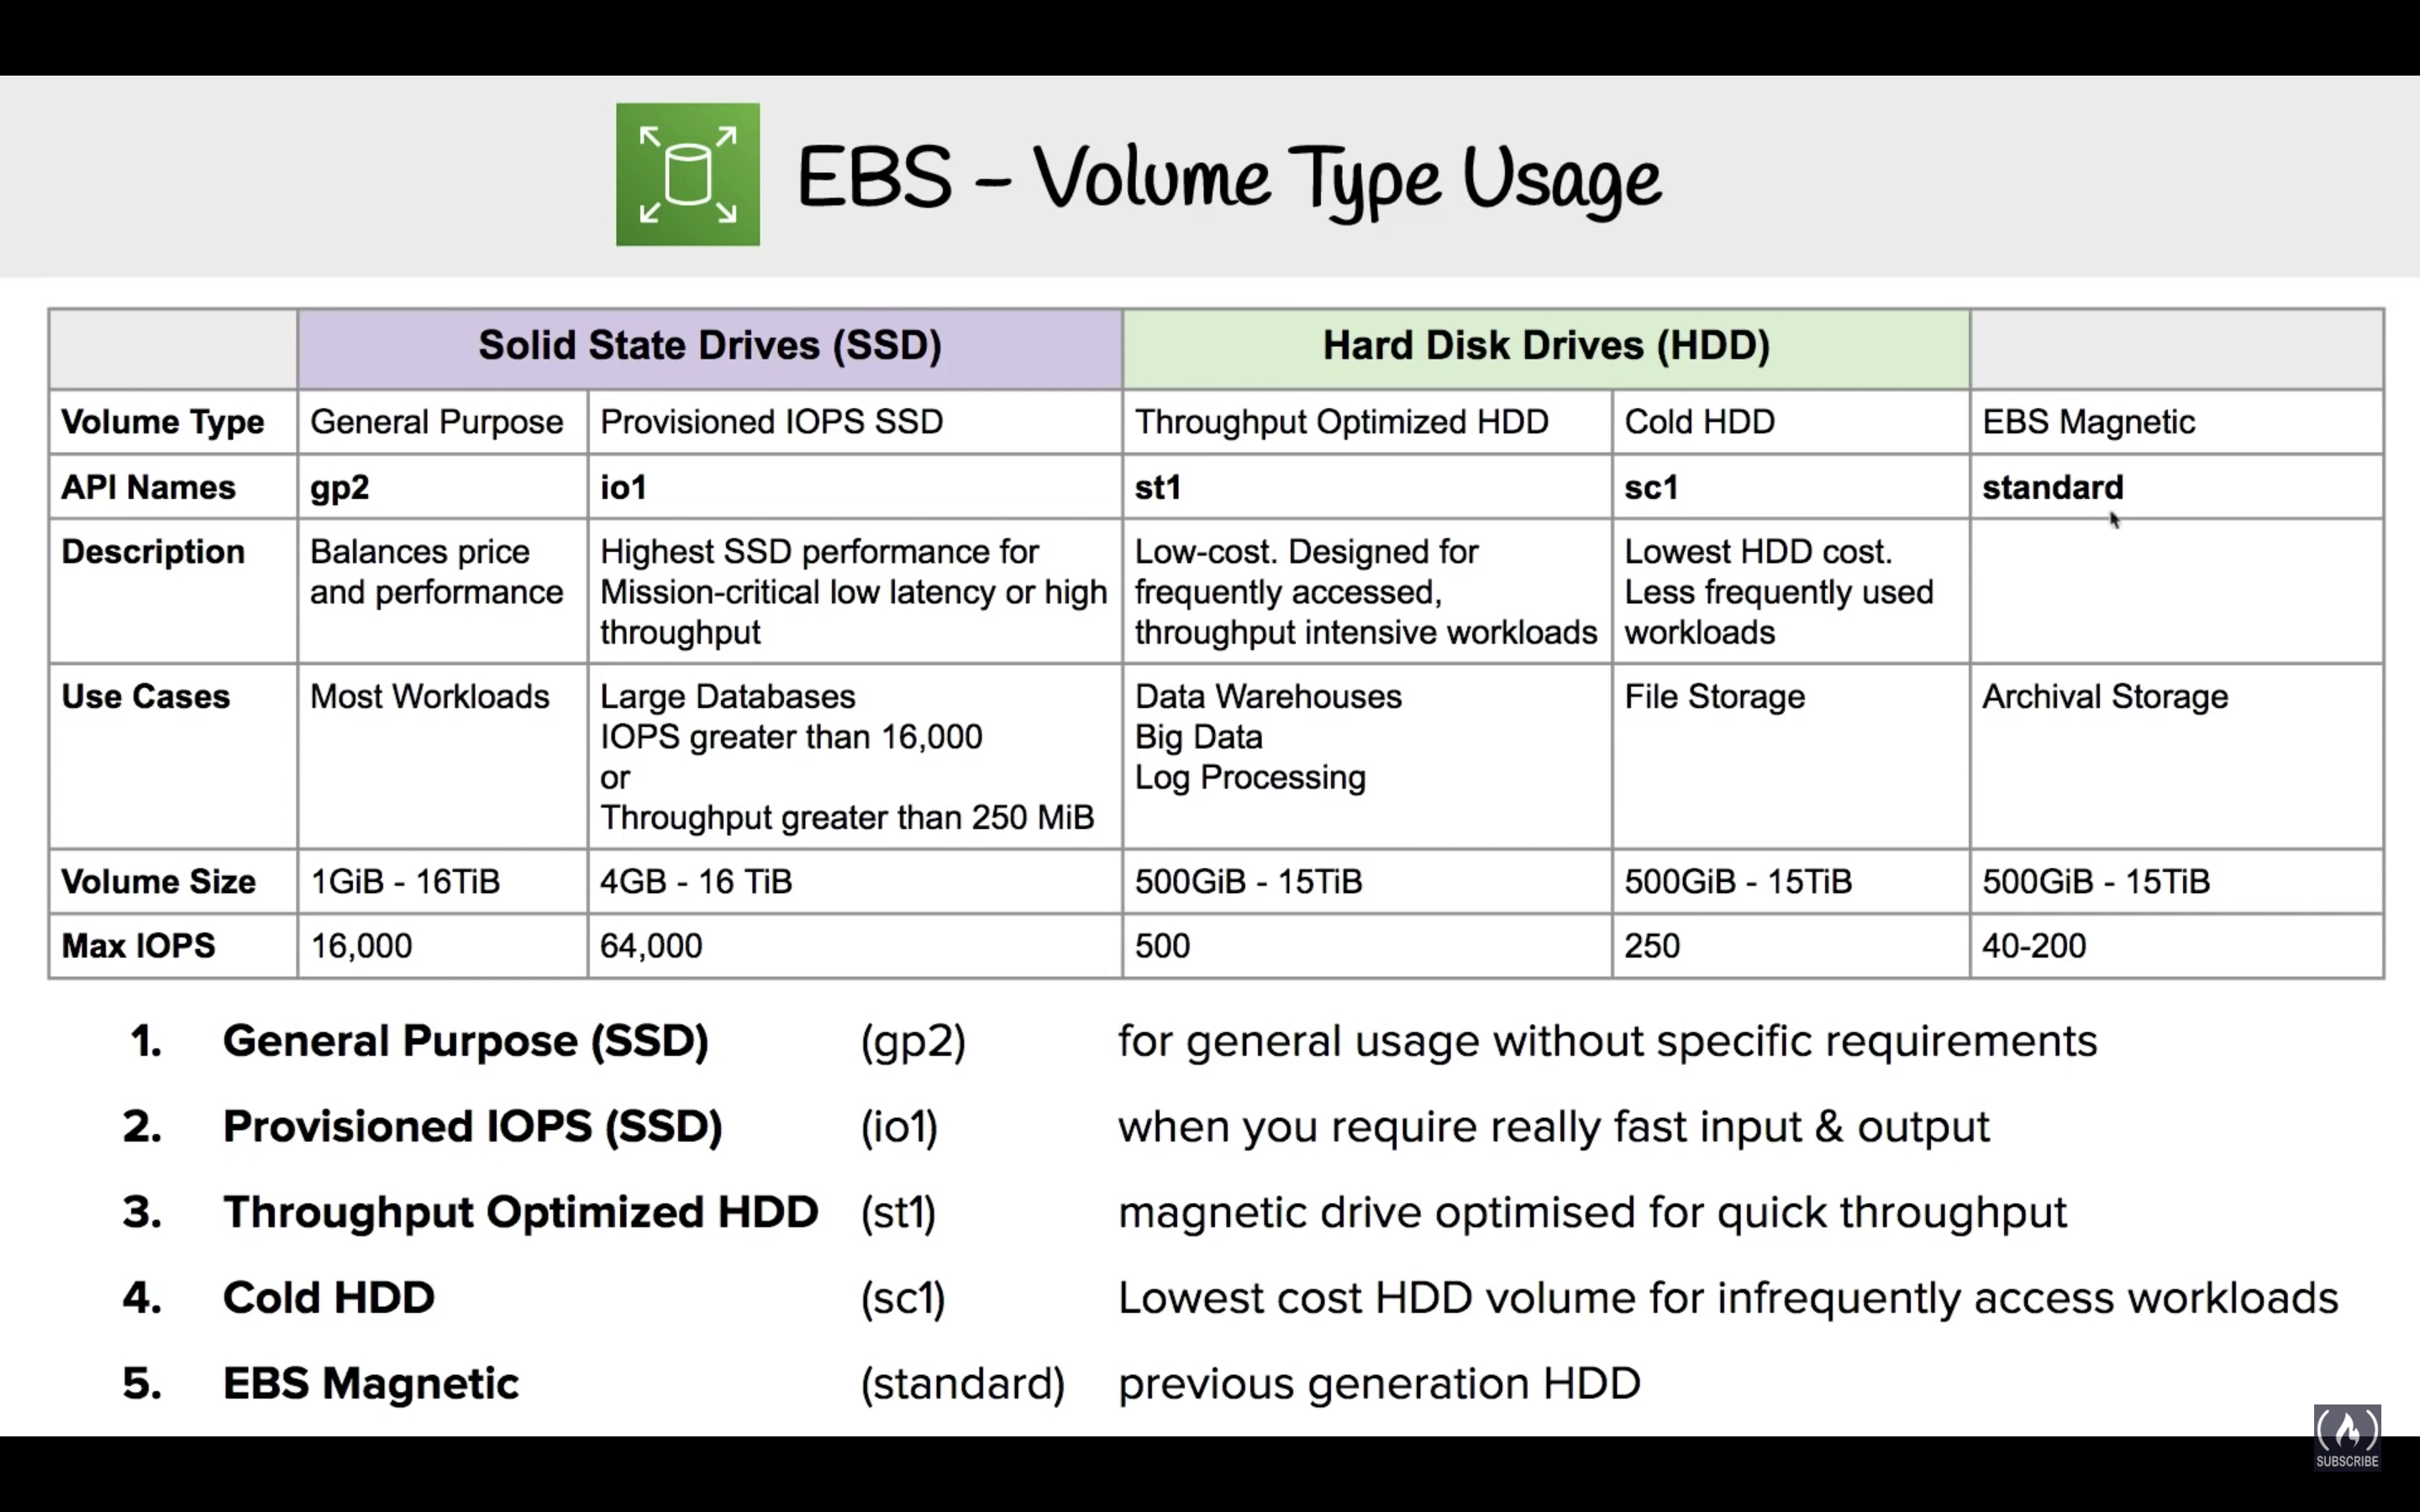 EBS – Volume Type Usage
Solid State Drives (SSD)
Hard Disk Drives (HDD)
Volume Type
General Purpose
Provisioned IOPS SSD
Throughput Optimized HDD
Cold HDD
EBS Magnetic
API Names
gp2
io1
st1
sc1
standard
Description
Balances price
and performance
Highest SSD performance for
Mission-critical low latency or high
throughput
Low-cost. Designed for
frequently accessed,
throughput intensive workloads
Lowest HDD cost.
Less frequently used
workloads
Use Cases
Most Workloads
Large Databases
IOPS greater than 16,000
or
Throughput greater than 250 MiB
Data Warehouses
Big Data
Log Processing
File Storage
Archival Storage
Volume Size
1GiB - 16TiB
4GB - 16 TiB
500GiB - 15TiB
500GiB - 15TiB
500GiB - 15TiB
Max IOPS
16,000
64,000
500
250
40-200
1. General Purpose (SSD) (gp2) for general usage without specific requirements
2. Provisioned IOPS (SSD) (io1) when you require really fast input & output
3. Throughput Optimized HDD (st1) magnetic drive optimised for quick throughput
4. Cold HDD (sc1) Lowest cost HDD volume for infrequently access workloads
5. EBS Magnetic (standard) previous generation HDD
SUBSCRIBE